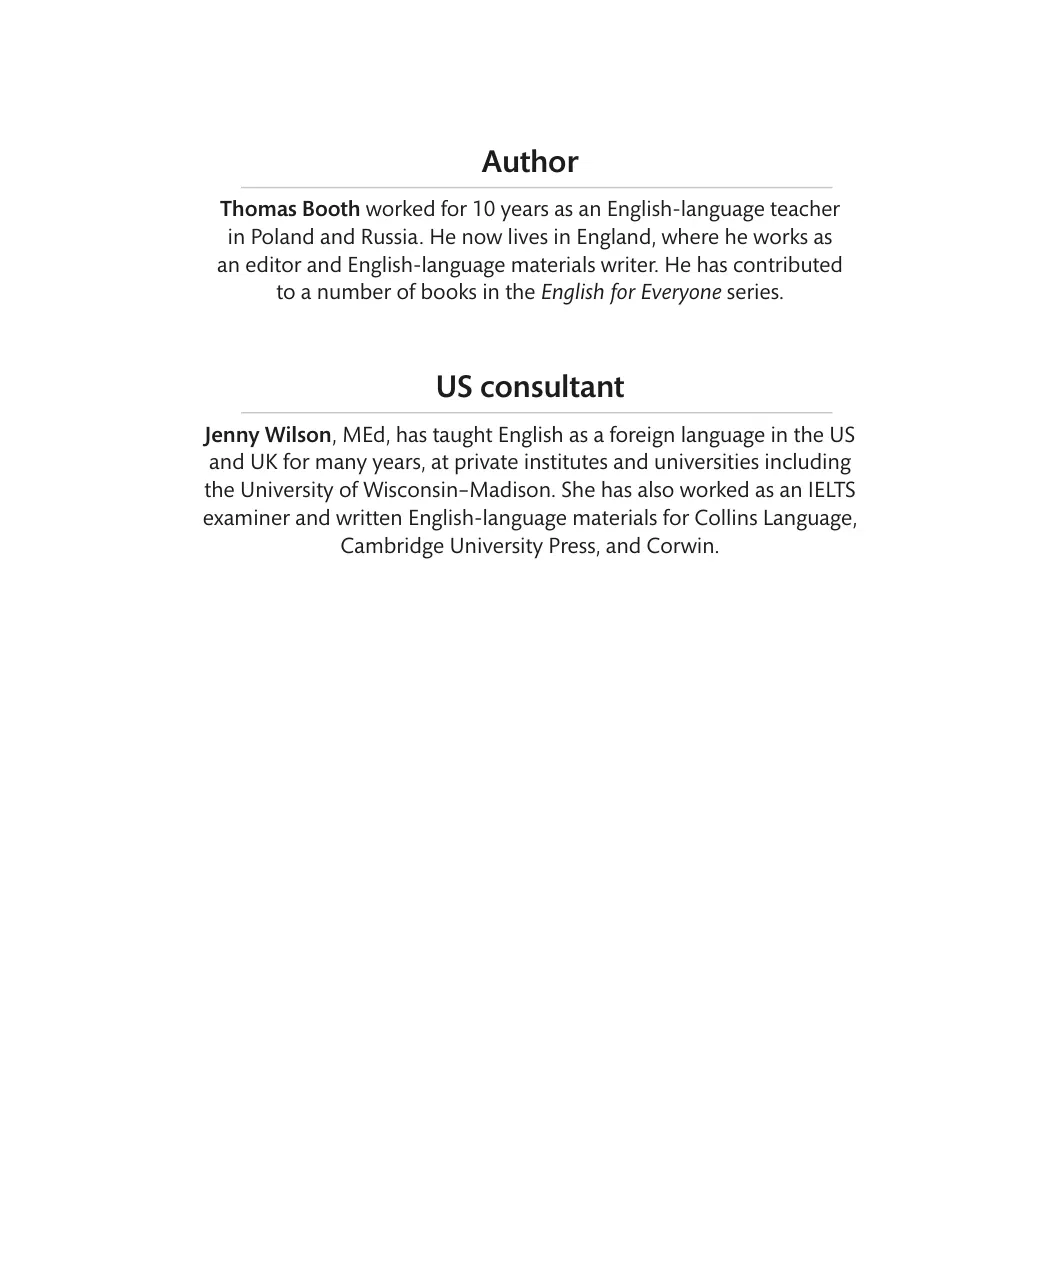 Author
Thomas Booth worked for 10 years as an English-language teacher
in Poland and Russia. He now lives in England, where he works as
an editor and English-language materials writer. He has contributed
to a number of books in the English for Everyone series.
US consultant
Jenny Wilson, MEd, has taught English as a foreign language in the US
and UK for many years, at private institutes and universities including
the University of Wisconsin–Madison. She has also worked as an IELTS
examiner and written English-language materials for Collins Language,
Cambridge University Press, and Corwin.